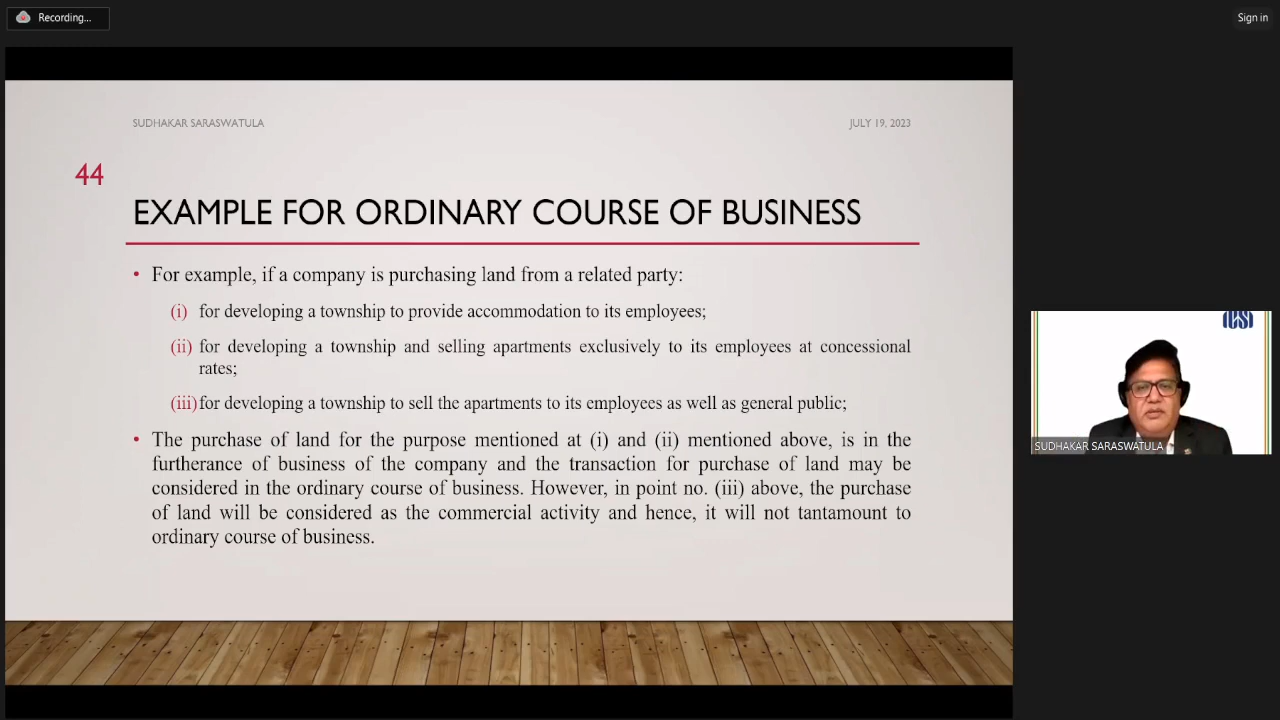 Recording...
Sign in
SUDHAKAR SARASWATULA
JULY 19, 2023
44
EXAMPLE FOR ORDINARY COURSE OF BUSINESS
• For example, if a company is purchasing land from a related party:
(i) for developing a township to provide accommodation to its employees;
(ii) for developing a township and selling apartments exclusively to its employees at concessional
rates;
(iii) for developing a township to sell the apartments to its employees as well as general public;
• The purchase of land for the purpose mentioned at (i) and (ii) mentioned above, is in the
furtherance of business of the company and the transaction for purchase of land may be
considered in the ordinary course of business. However, in point no. (iii) above, the purchase
of land will be considered as the commercial activity and hence, it will not tantamount to
ordinary course of business.
SUDHAKAR SARASWATULA